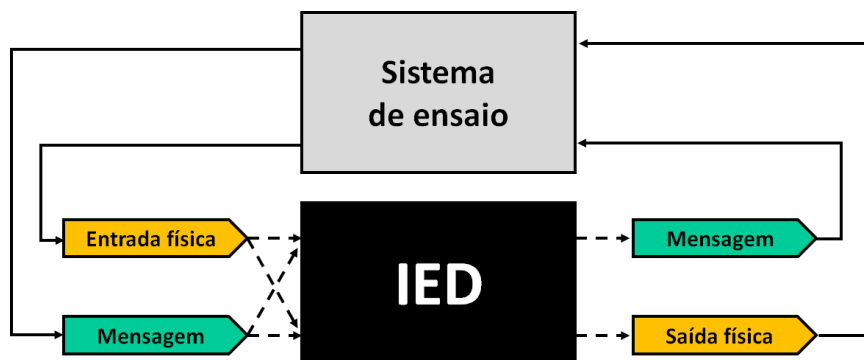 Sistema
de ensaio
Entrada física
IED
Mensagem
Mensagem
Saída física